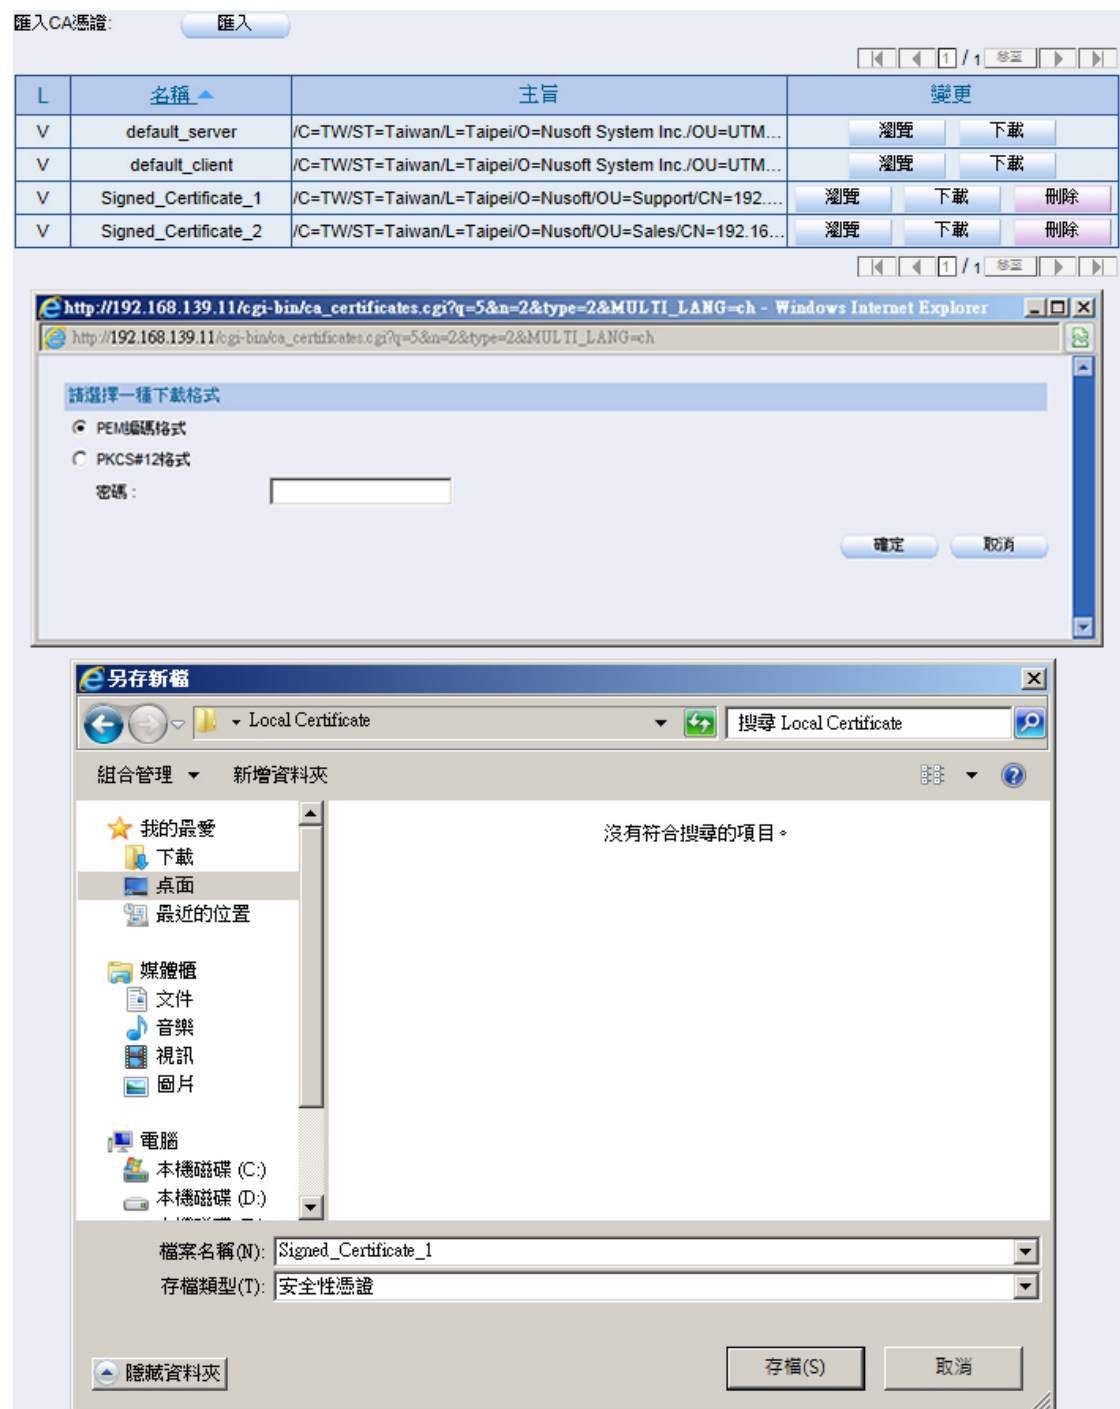 匯入CA憑證: 匯入
1 / 1 移至
L 名稱 主旨 變更
V default_server /C=TW/ST=Taiwan/L=Taipei/O=Nusoft System Inc./OU=UTM... 瀏覽 下載
V default_client /C=TW/ST=Taiwan/L=Taipei/O=Nusoft System Inc./OU=UTM... 瀏覽 下載
V Signed_Certificate_1 /C=TW/ST=Taiwan/L=Taipei/O=Nusoft/OU=Support/CN=192.... 瀏覽 下載 刪除
V Signed_Certificate_2 /C=TW/ST=Taiwan/L=Taipei/O=Nusoft/OU=Sales/CN=192.16... 瀏覽 下載 刪除
1 / 1 移至
http://192.168.139.11/cgi-bin/ca_certificates.cgi?q=5&n=2&type=2&MULTI_LANG=ch - Windows Internet Explorer
http://192.168.139.11/cgi-bin/ca_certificates.cgi?q=5&n=2&type=2&MULTI_LANG=ch
請選擇一種下載格式
PEM編碼格式
PKCS#12格式
密碼 :
確定 取消
另存新檔
Local Certificate 搜尋 Local Certificate
組合管理 新增資料夾
我的最愛
沒有符合搜尋的項目。
下載
桌面
最近的位置
媒體櫃
文件
音樂
視訊
圖片
電腦
本機磁碟 (C:)
本機磁碟 (D:)
檔案名稱(N): Signed_Certificate_1
存檔類型(T): 安全性憑證
隱藏資料夾 存檔(S) 取消